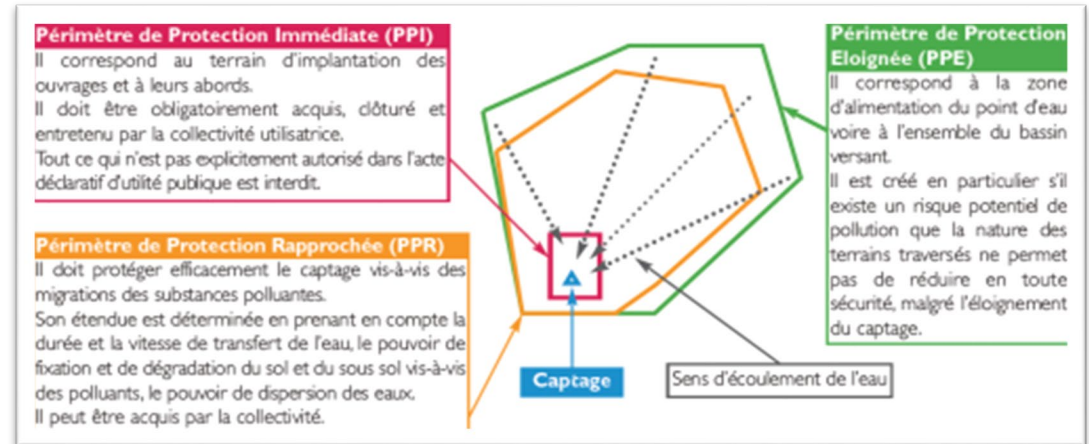 Périmètre de Protection Immédiate (PPI)
Il correspond au terrain d'implantation des
ouvrages et à leurs abords.
Il doit être obligatoirement acquis, clôturé et
entretenu par la collectivité utilisatrice.
Tout ce qui n'est pas explicitement autorisé dans l'acte
déclaratif d'utilité publique est interdit.
Périmètre de Protection Rapprochée (PPR)
Il doit protéger efficacement le captage vis-à-vis des
migrations des substances polluantes.
Son étendue est déterminée en prenant en compte la
durée et la vitesse de transfert de l'eau, le pouvoir de
fixation et de dégradation du sol et du sous sol vis-à-vis
des polluants, le pouvoir de dispersion des eaux.
Il peut être acquis par la collectivité.
Captage
Sens d'écoulement de l'eau
Périmètre de Protection
Eloignée (PPE)
Il correspond à la zone
d'alimentation du point d'eau
voire à l'ensemble du bassin
versant.
Il est créé en particulier s'il
existe un risque potentiel de
pollution que la nature des
terrains traversés ne permet
pas de réduire en toute
sécurité, malgré l'éloignement
du captage.